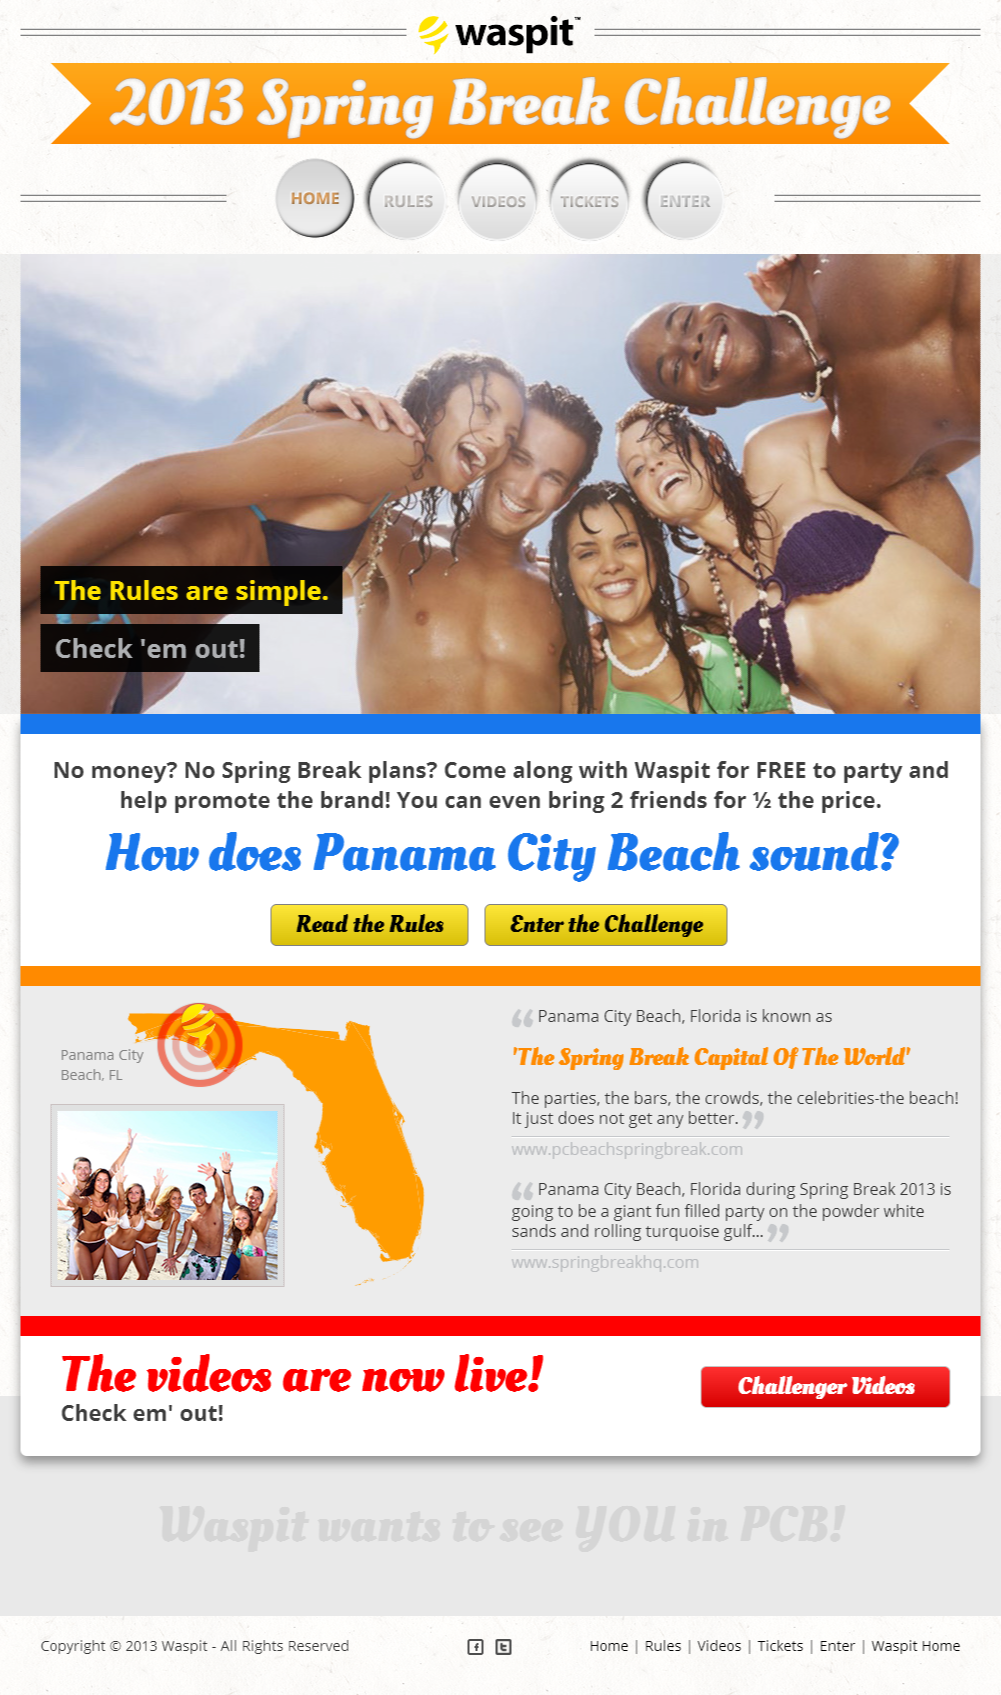 waspit™
2013 Spring Break Challenge
HOME
RULES
VIDEOS
TICKETS
ENTER
The Rules are simple.
Check 'em out!
No money? No Spring Break plans? Come along with Waspit for FREE to party and
help promote the brand! You can even bring 2 friends for ½ the price.
How does Panama City Beach sound?
Read the Rules
Enter the Challenge
Panama City
Beach, FL
“ Panama City Beach, Florida is known as
'The Spring Break Capital Of The World'
The parties, the bars, the crowds, the celebrities-the beach!
It just does not get any better. ”
www.pcbeachspringbreak.com
“ Panama City Beach, Florida during Spring Break 2013 is
going to be a giant fun filled party on the powder white
sands and rolling turquoise gulf... ”
www.springbreakhq.com
The videos are now live!
Check em' out!
Challenger Videos
Waspit wants to see YOU in PCB!
Copyright © 2013 Waspit - All Rights Reserved
Home | Rules | Videos | Tickets | Enter | Waspit Home